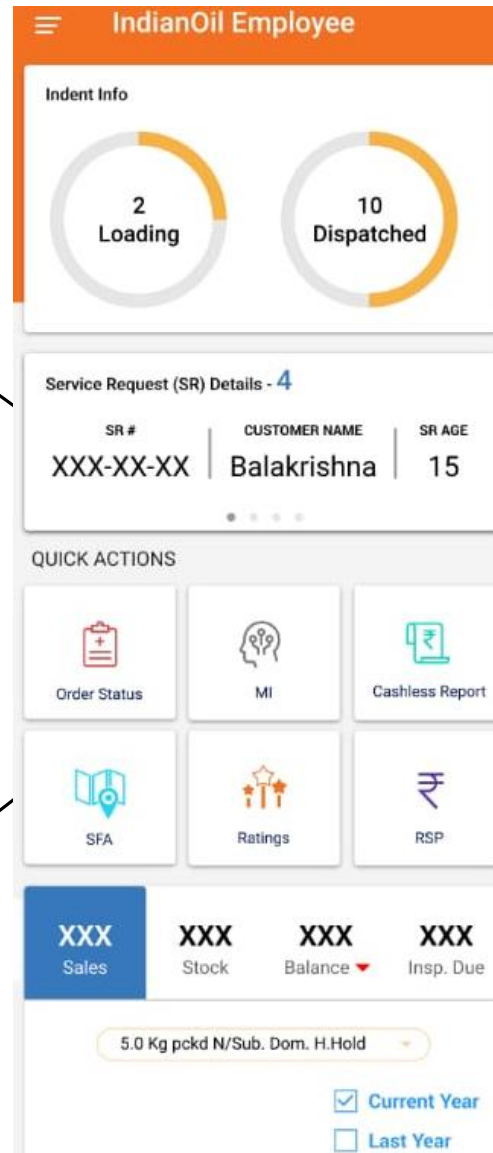 IndianOil Employee
Indent Info
2
Loading
10
Dispatched
Service Request (SR) Details - 4
SR # CUSTOMER NAME SR AGE
XXX-XX-XX Balakrishna 15
QUICK ACTIONS
Order Status MI Cashless Report
SFA Ratings RSP
XXX XXX XXX XXX
Sales Stock Balance Insp. Due
5.0 Kg pckd N/Sub. Dom. H.Hold
Current Year
Last Year